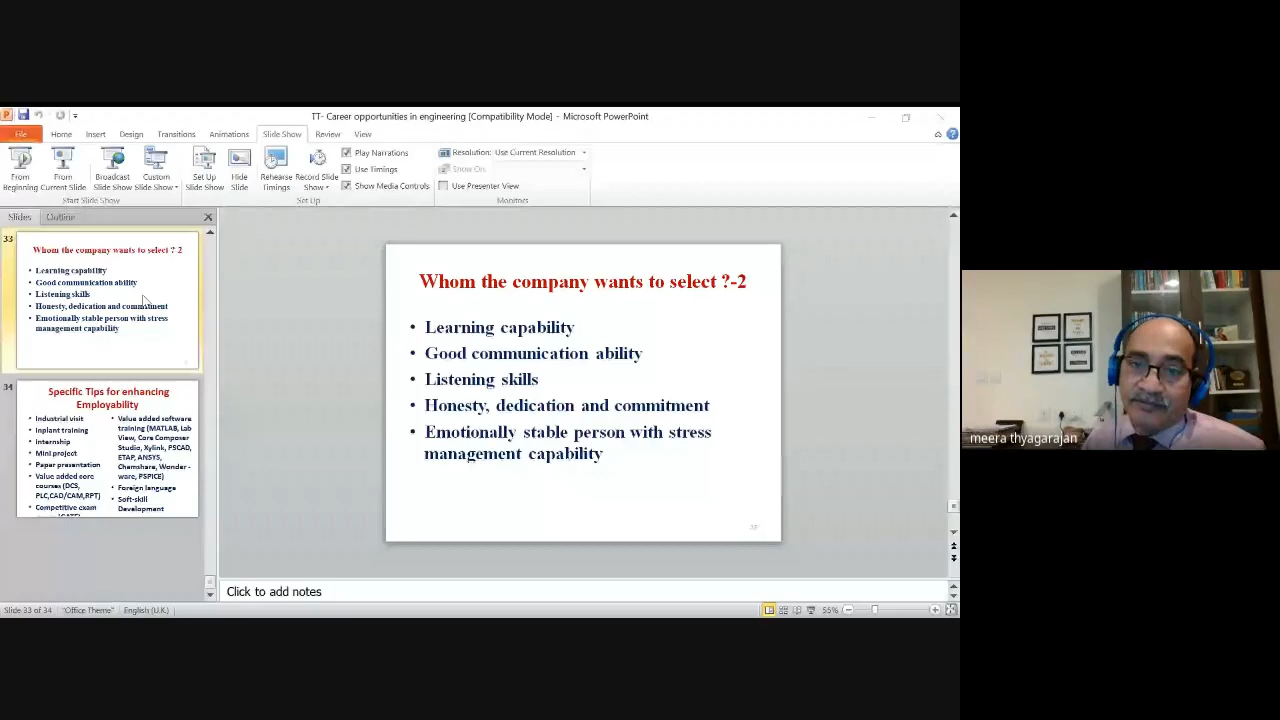 TT- Career opportunities in engineering [Compatibility Mode] - Microsoft PowerPoint
File Home Insert Design Transitions Animations Slide Show Review View
From Beginning
From Current Slide
Broadcast Slide Show
Custom Slide Show
Start Slide Show
Set Up Slide Show
Hide Slide
Rehearse Timings
Record Slide Show
Play Narrations
Use Timings
Show Media Controls
Set Up
Resolution: Use Current Resolution
Show On:
Use Presenter View
Monitors
Slides Outline
33
Whom the company wants to select ? 2
• Learning capability
• Good communication ability
• Listening skills
• Honesty, dedication and commitment
• Emotionally stable person with stress
management capability
34
Specific Tips for enhancing
Employability
• Industrial visit
• Inplant training
• Internship
• Mini project
• Paper presentation
• Value added core
courses (DCS,
PLC,CAD/CAM,RPT)
• Competitive exam
• Value added software
training (MATLAB, Lab
View, Core Composer
Studio, Xylink, PSCAD,
ETAP, ANSYS,
Chemshare, Wonder -
ware, PSPICE)
• Foreign language
• Soft-skill
Development
Whom the company wants to select ?-2
• Learning capability
• Good communication ability
• Listening skills
• Honesty, dedication and commitment
• Emotionally stable person with stress
management capability
33
Click to add notes
Slide 33 of 34 "Office Theme" English (U.K.)
55%
meera thyagarajan